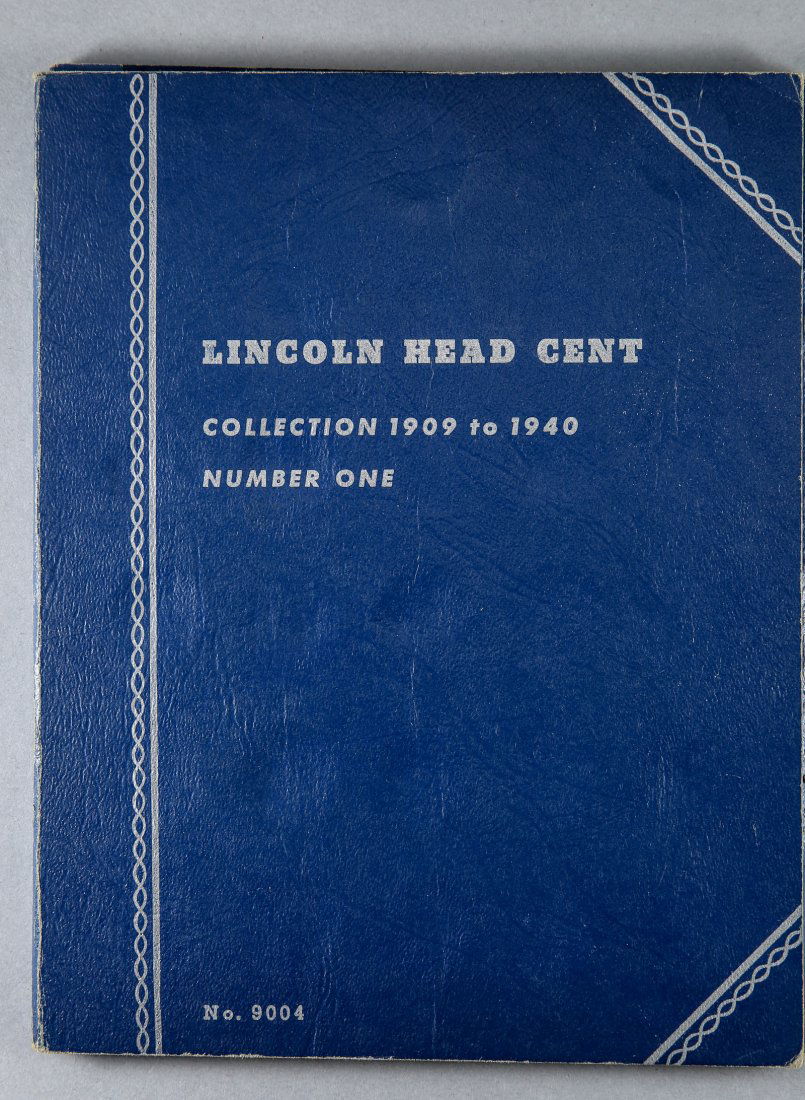 LINCOLN HEAD CENT
COLLECTION 1909 to 1940
NUMBER ONE
No. 9004